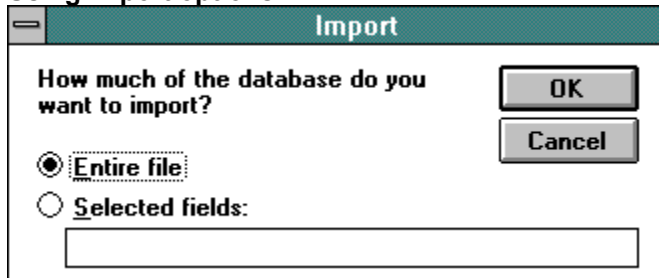 Import
How much of the database do you
want to import?
OK
Cancel
Entire file
Selected fields: